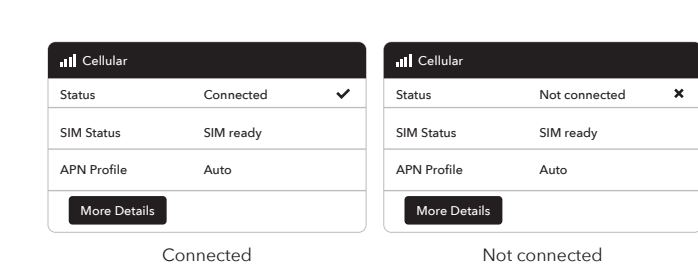 Cellular
Status Connected
SIM Status SIM ready
APN Profile Auto
More Details
Connected
Cellular
Status Not connected
SIM Status SIM ready
APN Profile Auto
More Details
Not connected